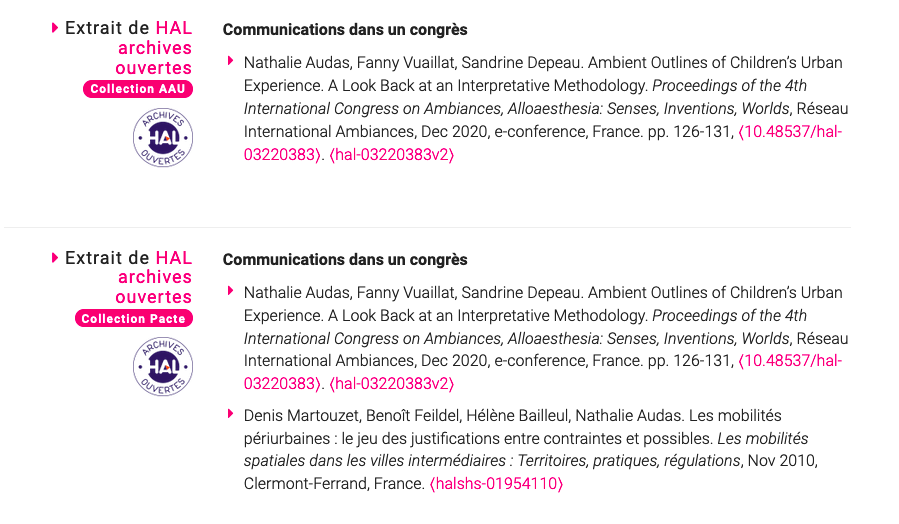 Extrait de HAL
archives
ouvertes
Collection AAU
ARCHIVES
HAL
OUVERTES
Communications dans un congrès
Nathalie Audas, Fanny Vuaillat, Sandrine Depeau. Ambient Outlines of Children’s Urban
Experience. A Look Back at an Interpretative Methodology. Proceedings of the 4th
International Congress on Ambiances, Alloaesthesia: Senses, Inventions, Worlds, Réseau
International Ambiances, Dec 2020, e-conference, France. pp. 126-131, ⟨10.48537/hal-
03220383⟩. ⟨hal-03220383v2⟩
Extrait de HAL
archives
ouvertes
Collection Pacte
ARCHIVES
HAL
OUVERTES
Communications dans un congrès
Nathalie Audas, Fanny Vuaillat, Sandrine Depeau. Ambient Outlines of Children’s Urban
Experience. A Look Back at an Interpretative Methodology. Proceedings of the 4th
International Congress on Ambiances, Alloaesthesia: Senses, Inventions, Worlds, Réseau
International Ambiances, Dec 2020, e-conference, France. pp. 126-131, ⟨10.48537/hal-
03220383⟩. ⟨hal-03220383v2⟩
Denis Martouzet, Benoît Feildel, Hélène Bailleul, Nathalie Audas. Les mobilités
périurbaines : le jeu des justifications entre contraintes et possibles. Les mobilités
spatiales dans les villes intermédiaires : Territoires, pratiques, régulations, Nov 2010,
Clermont-Ferrand, France. ⟨halshs-01954110⟩